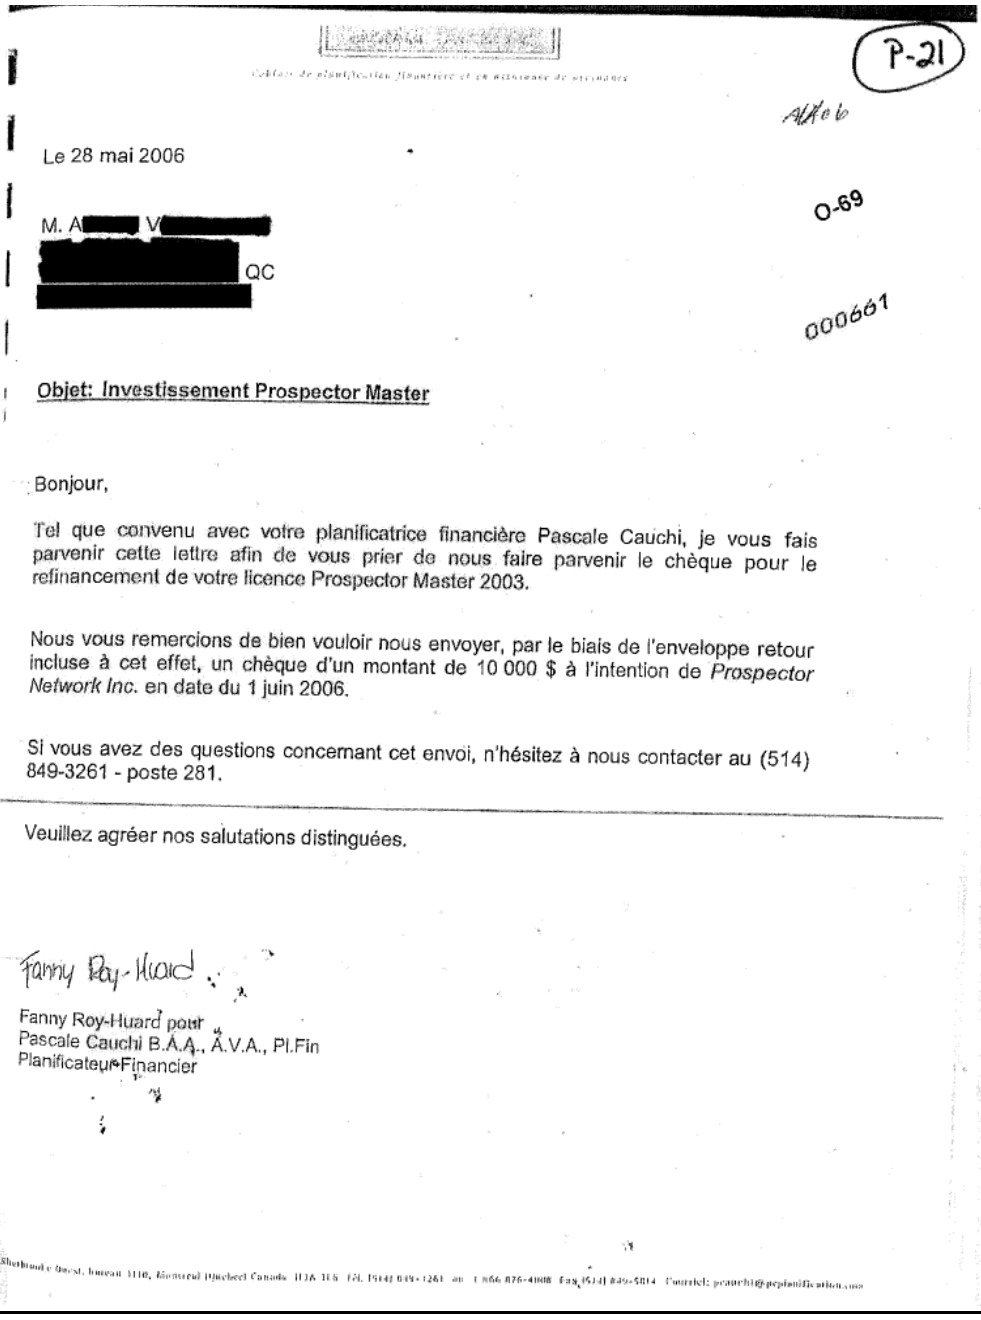 P-21
Le 28 mai 2006
O-69
M. A V
QC
000661
Objet: Investissement Prospector Master
Bonjour,
Tel que convenu avec votre planificatrice financière Pascale Cauchi, je vous fais
parvenir cette lettre afin de vous prier de nous faire parvenir le chèque pour le
refinancement de votre licence Prospector Master 2003.
Nous vous remercions de bien vouloir nous envoyer, par le biais de l'enveloppe retour
incluse à cet effet, un chèque d'un montant de 10 000 $ à l'intention de Prospector
Network Inc. en date du 1 juin 2006.
Si vous avez des questions concernant cet envoi, n'hésitez à nous contacter au (514)
849-3261 - poste 281.
Veuillez agréer nos salutations distinguées.
Fanny Roy-Huard
Fanny Roy-Huard pour
Pascale Cauchi B.A.A., A.V.A., Pl.Fin
Planificateur Financier
Ouest, bureau 3110, Montréal (Québec) Canada